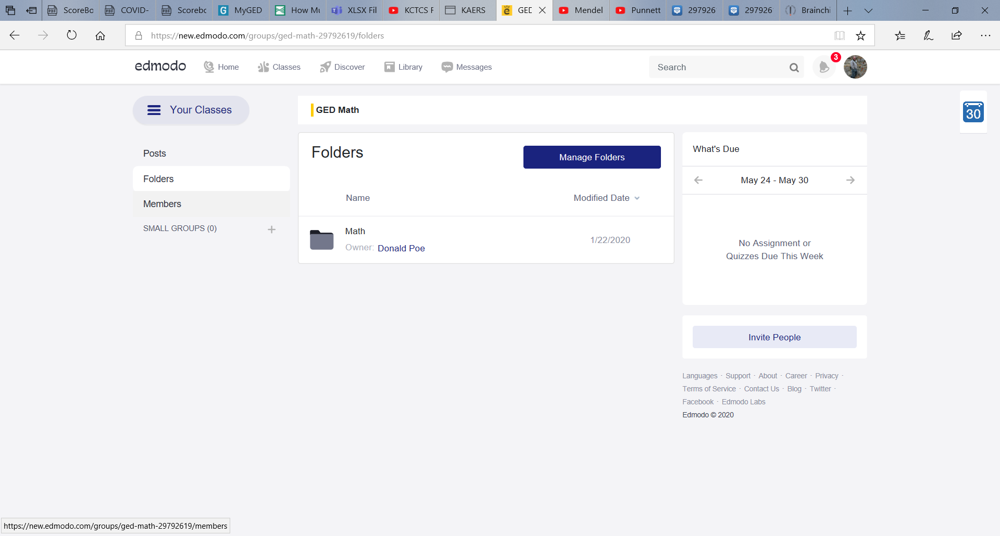 ScoreBo
COVID-
Scorebo
MyGED
How Mu
XLSX Fil
KCTCS F
KAERS
GED
Mendel
Punnett
297926
297926
Brainchi
https://new.edmodo.com/groups/ged-math-29792619/folders
edmodo
Home
Classes
Discover
Library
Messages
Search
3
Your Classes
GED Math
30
Posts
Folders
Members
SMALL GROUPS (0)
Folders
Manage Folders
Name
Modified Date
Math
Owner: Donald Poe
1/22/2020
What's Due
May 24 - May 30
No Assignment or
Quizzes Due This Week
Invite People
Languages · Support · About · Career · Privacy ·
Terms of Service · Contact Us · Blog · Twitter ·
Facebook · Edmodo Labs
Edmodo © 2020
https://new.edmodo.com/groups/ged-math-29792619/members